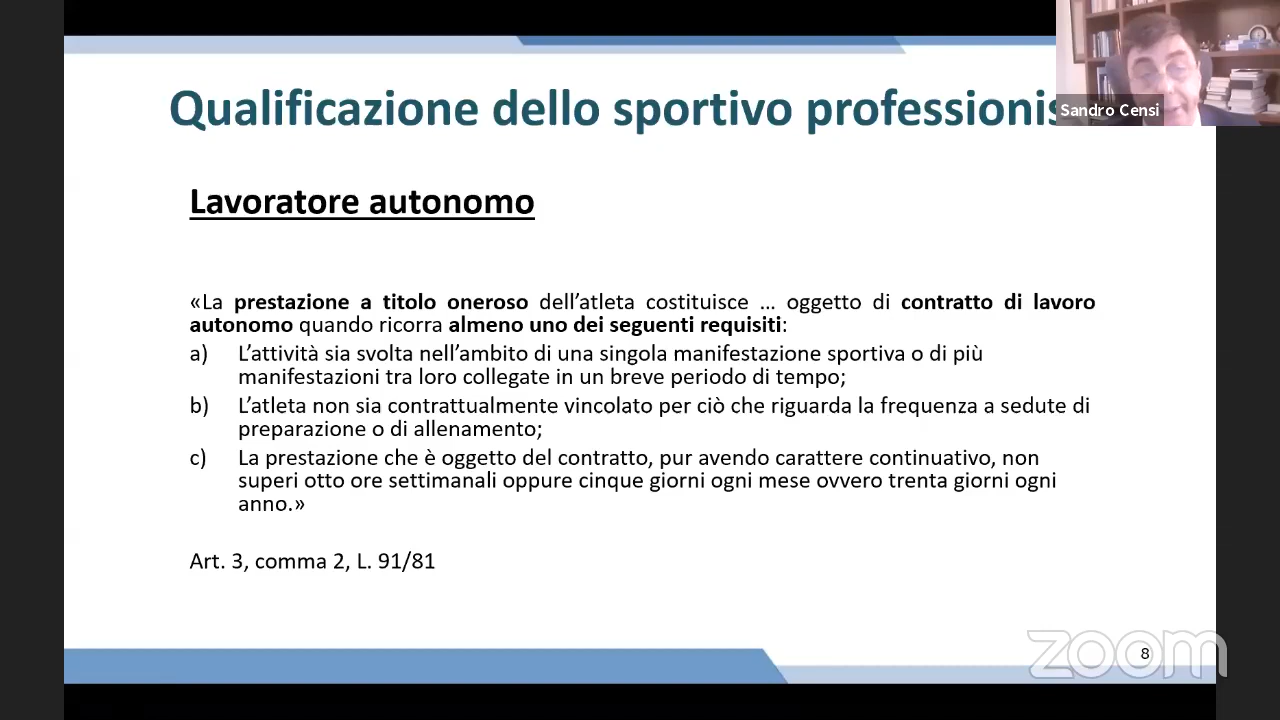 Qualificazione dello sportivo professionis
Sandro Censi
Lavoratore autonomo
«La prestazione a titolo oneroso dell’atleta costituisce ... oggetto di contratto di lavoro
autonomo quando ricorra almeno uno dei seguenti requisiti:
a) L’attività sia svolta nell’ambito di una singola manifestazione sportiva o di più
manifestazioni tra loro collegate in un breve periodo di tempo;
b) L’atleta non sia contrattualmente vincolato per ciò che riguarda la frequenza a sedute di
preparazione o di allenamento;
c) La prestazione che è oggetto del contratto, pur avendo carattere continuativo, non
superi otto ore settimanali oppure cinque giorni ogni mese ovvero trenta giorni ogni
anno.»
Art. 3, comma 2, L. 91/81
zoom
8